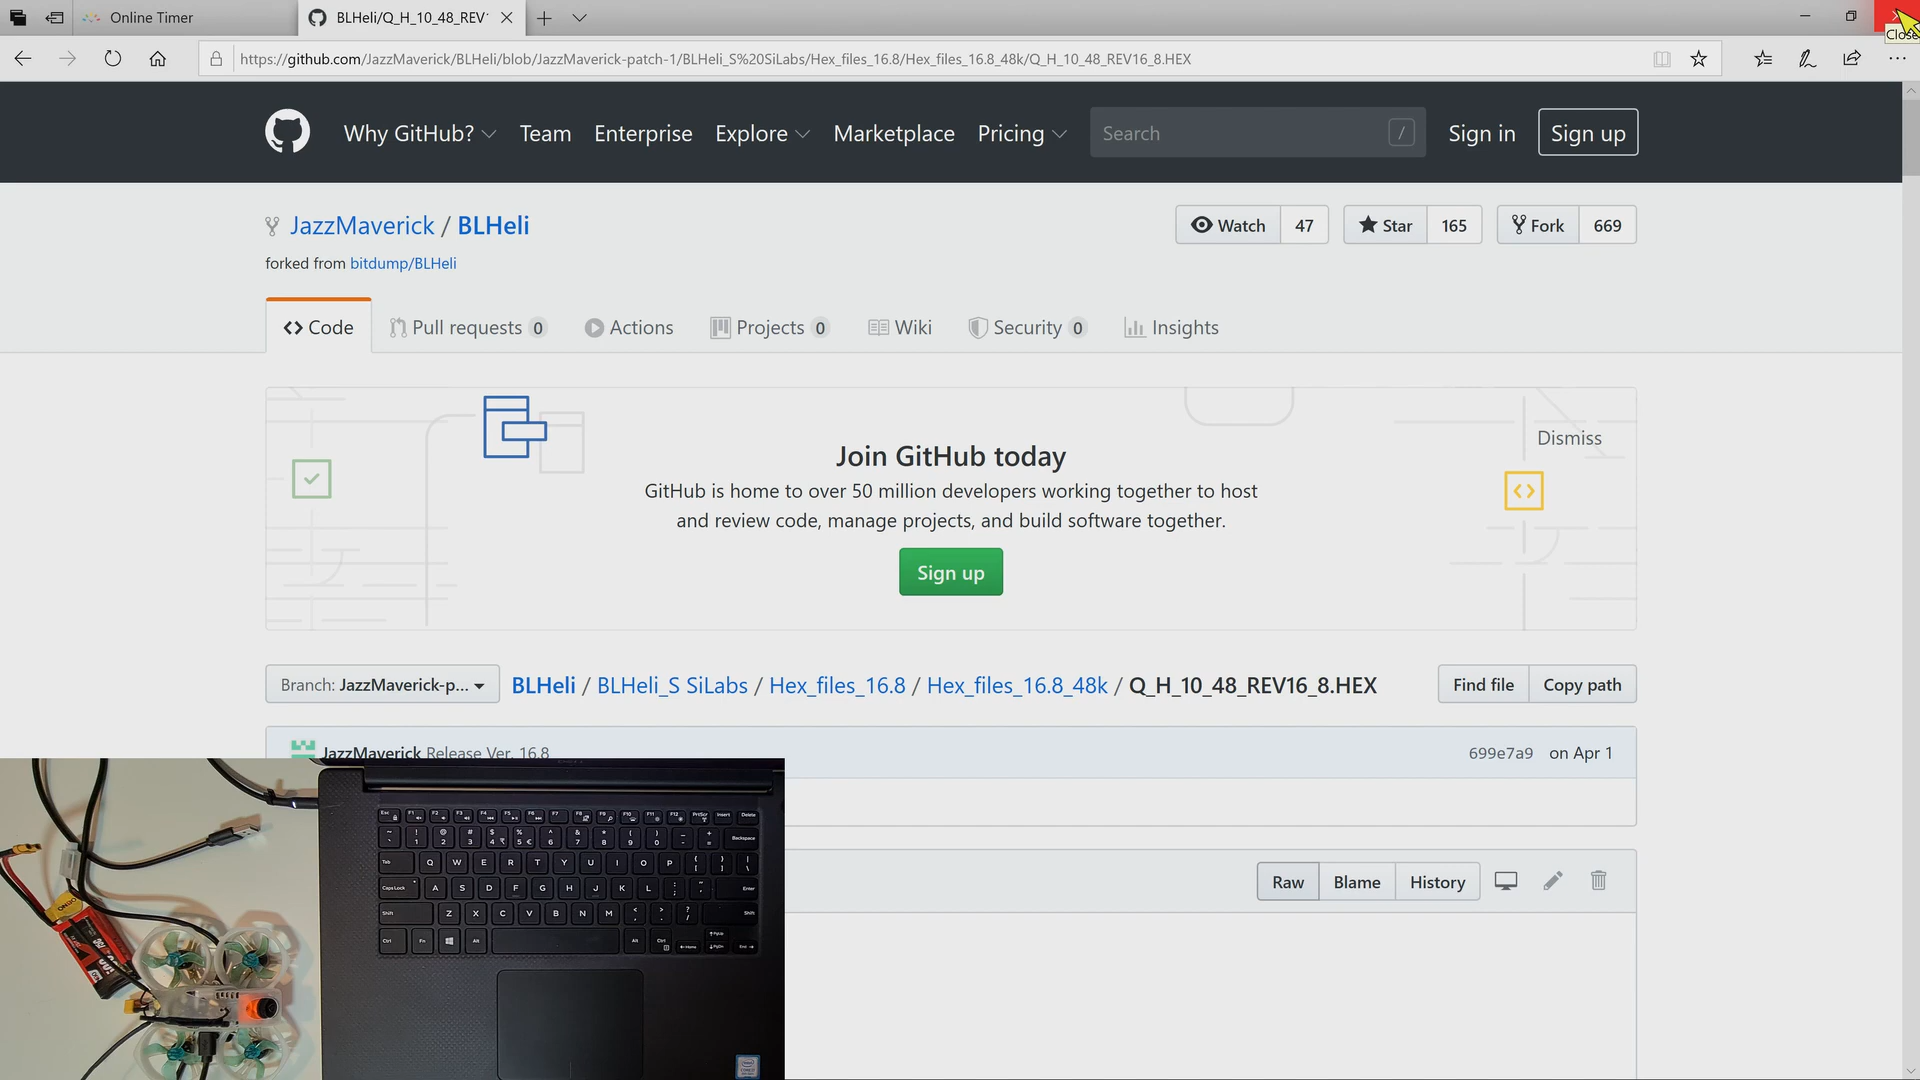 Online Timer
BLHeli/Q_H_10_48_REV
Close
https://github.com/JazzMaverick/BLHeli/blob/JazzMaverick-patch-1/BLHeli_S%20SiLabs/Hex_files_16.8/Hex_files_16.8_48k/Q_H_10_48_REV16_8.HEX
Why GitHub? Team Enterprise Explore Marketplace Pricing Search / Sign in Sign up
JazzMaverick / BLHeli
Watch 47 Star 165 Fork 669
forked from bitdump/BLHeli
<> Code Pull requests 0 Actions Projects 0 Wiki Security 0 Insights
Dismiss
Join GitHub today
GitHub is home to over 50 million developers working together to host
and review code, manage projects, and build software together.
Sign up
Branch: JazzMaverick-p... BLHeli / BLHeli_S SiLabs / Hex_files_16.8 / Hex_files_16.8_48k / Q_H_10_48_REV16_8.HEX Find file Copy path
JazzMaverick Release Ver. 16.8 699e7a9 on Apr 1
Raw Blame History
Q W E R T Y U I O P
A S D F G H J K L
Z X C V B N M